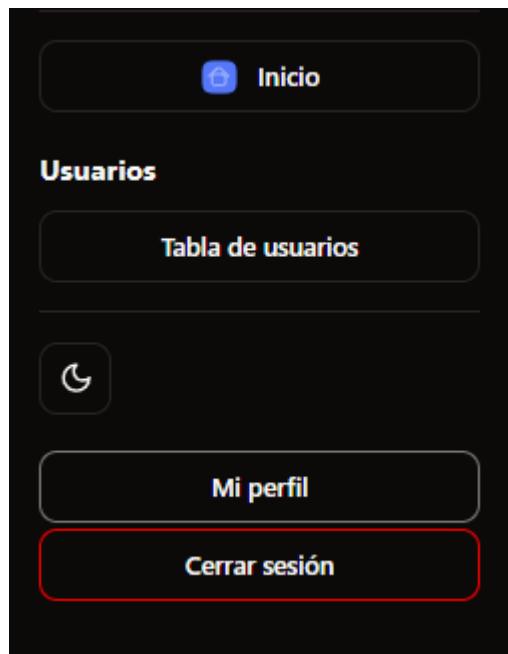 Inicio
Usuarios
Tabla de usuarios
Mi perfil
Cerrar sesión